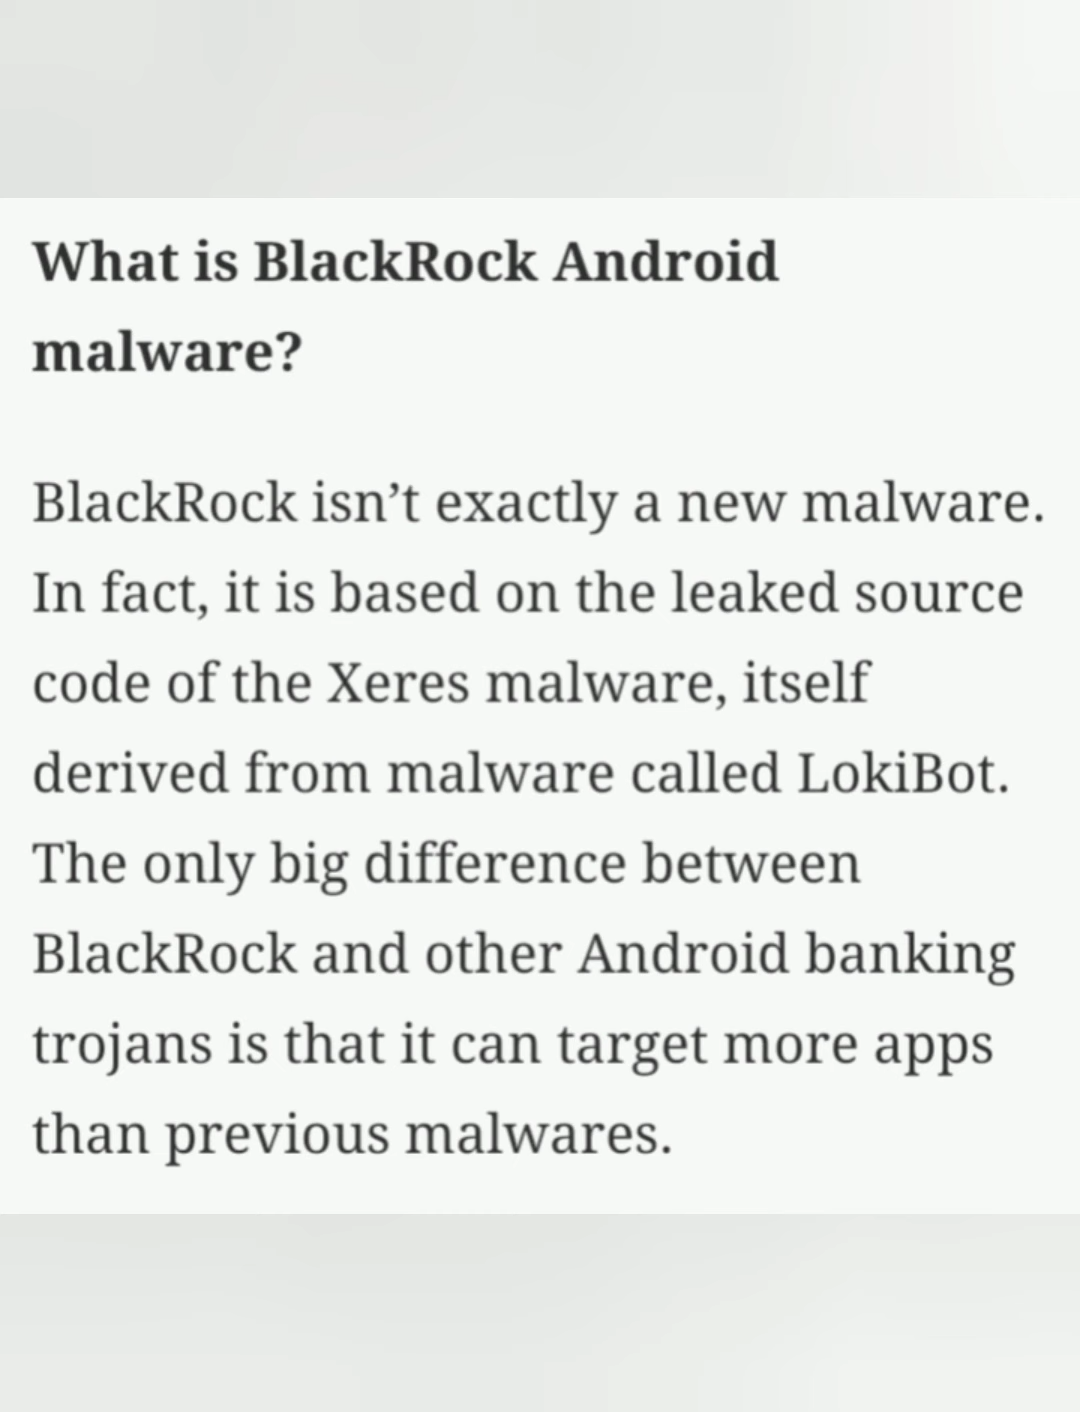 What is BlackRock Android
malware?
BlackRock isn’t exactly a new malware.
In fact, it is based on the leaked source
code of the Xeres malware, itself
derived from malware called LokiBot.
The only big difference between
BlackRock and other Android banking
trojans is that it can target more apps
than previous malwares.